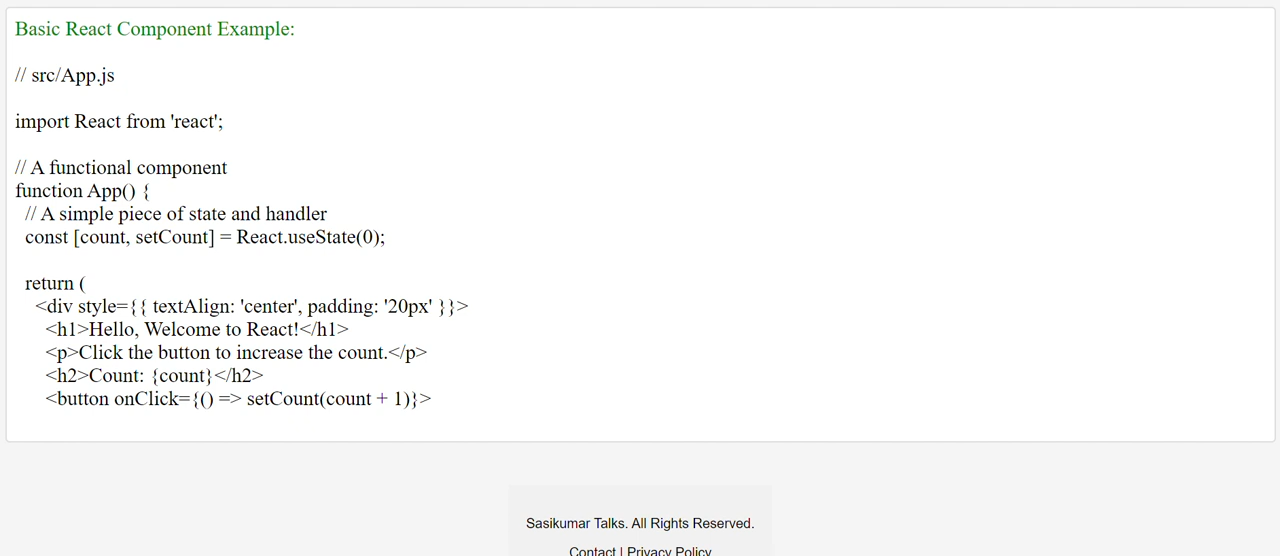 Basic React Component Example:
// src/App.js
import React from 'react';
// A functional component
function App() {
  // A simple piece of state and handler
  const [count, setCount] = React.useState(0);
  return (
    <div style={{ textAlign: 'center', padding: '20px' }}>
      <h1>Hello, Welcome to React!</h1>
      <p>Click the button to increase the count.</p>
      <h2>Count: {count}</h2>
      <button onClick={() => setCount(count + 1)}>
Sasikumar Talks. All Rights Reserved.
Contact | Privacy Policy